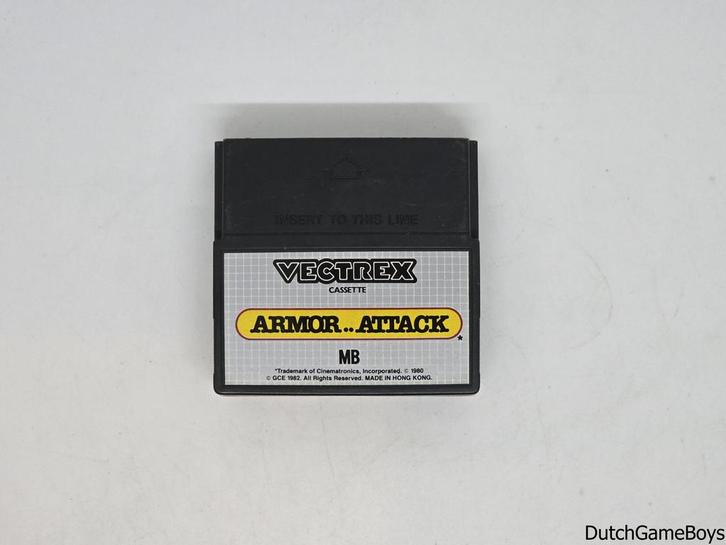 INSERT TO THIS LINE
VECTREX
CASSETTE
ARMOR..ATTACK*
MB
*Trademark of Cinematronics, Incorporated. © 1980
© GCE 1982. All Rights Reserved. MADE IN HONG KONG.
DutchGameBoys